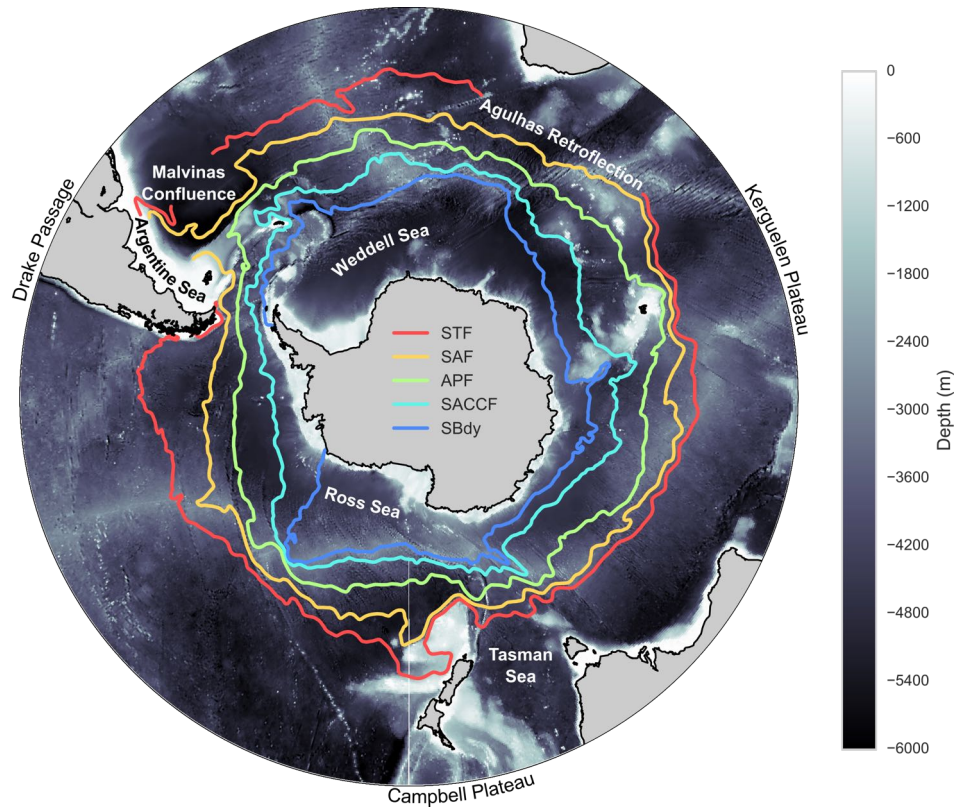 Agulhas Retroflection
Malvinas
Confluence
Drake Passage
Argentine Sea
Weddell Sea
Kerguelen Plateau
STF
SAF
APF
SACCF
SBdy
Ross Sea
Tasman
Sea
Campbell Plateau
0
−600
−1200
−1800
−2400
−3000
−3600
−4200
−4800
−5400
−6000
Depth (m)